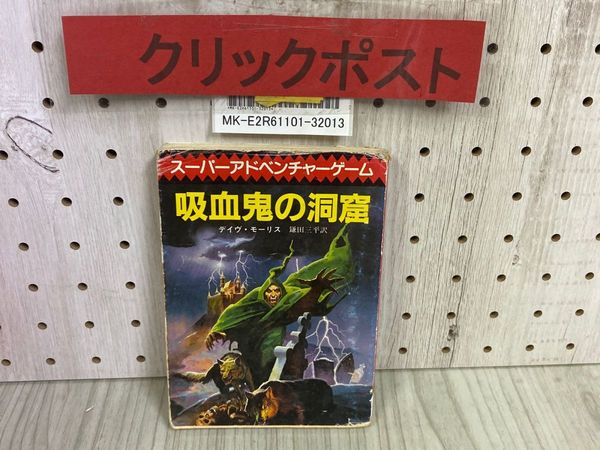 クリックポスト
MK-E2R61101-32013
スーパーアドベンチャーゲーム
吸血鬼の洞窟
デイヴ・モーリス 鎌田三平訳